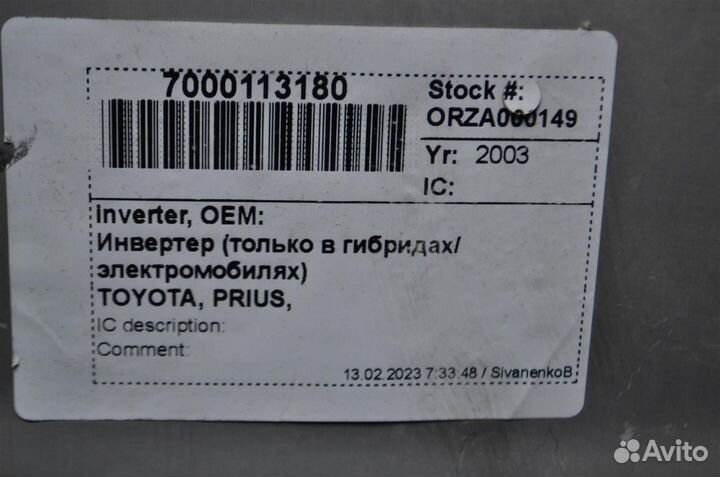 7000113180
Stock #:
ORZA000149
Yr: 2003
IC:
Inverter, OEM:
Инвертер (только в гибридах/
электромобилях)
TOYOTA, PRIUS,
IC description:
Comment:
13.02.2023 7:33:48 / SivanenkoB
Avito